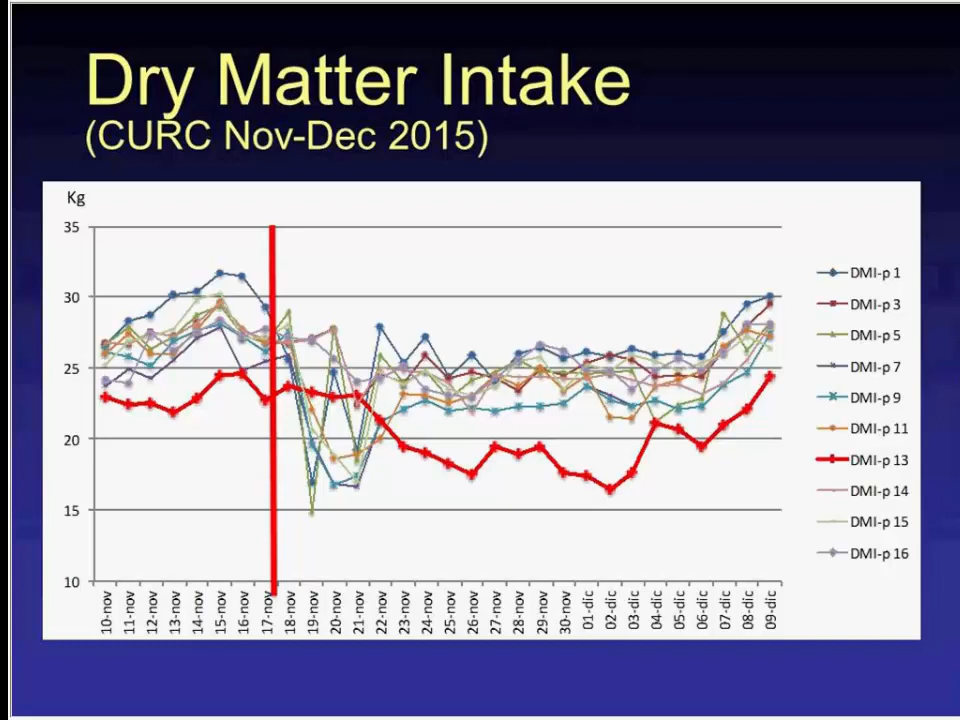 Dry Matter Intake
(CURC Nov-Dec 2015)
Kg
35
30
25
20
15
10
10-nov
11-nov
12-nov
13-nov
14-nov
15-nov
16-nov
17-nov
18-nov
19-nov
20-nov
21-nov
22-nov
23-nov
24-nov
25-nov
26-nov
27-nov
28-nov
29-nov
30-nov
01-dic
02-dic
03-dic
04-dic
05-dic
06-dic
07-dic
08-dic
09-dic
DMI-p 1
DMI-p 3
DMI-p 5
DMI-p 7
DMI-p 9
DMI-p 11
DMI-p 13
DMI-p 14
DMI-p 15
DMI-p 16